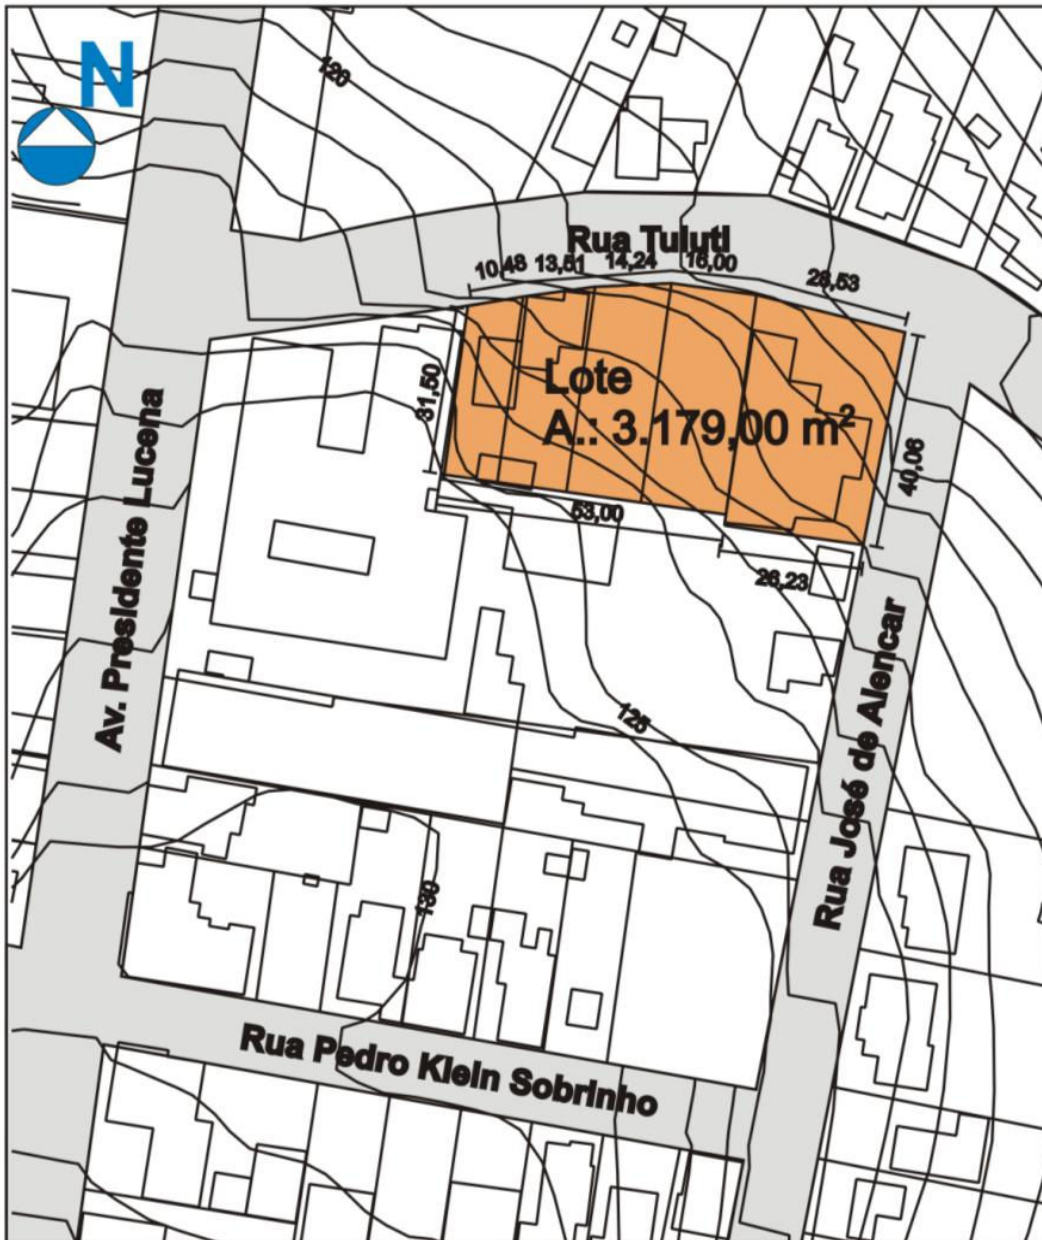 N
120
Rua Tuiuti
10,48
13,51
14,24
16,00
28,53
Lote
A.: 3.179,00 m²
31,50
40,06
53,00
26,23
Av. Presidente Lucena
125
Rua José de Alencar
130
Rua Pedro Klein Sobrinho